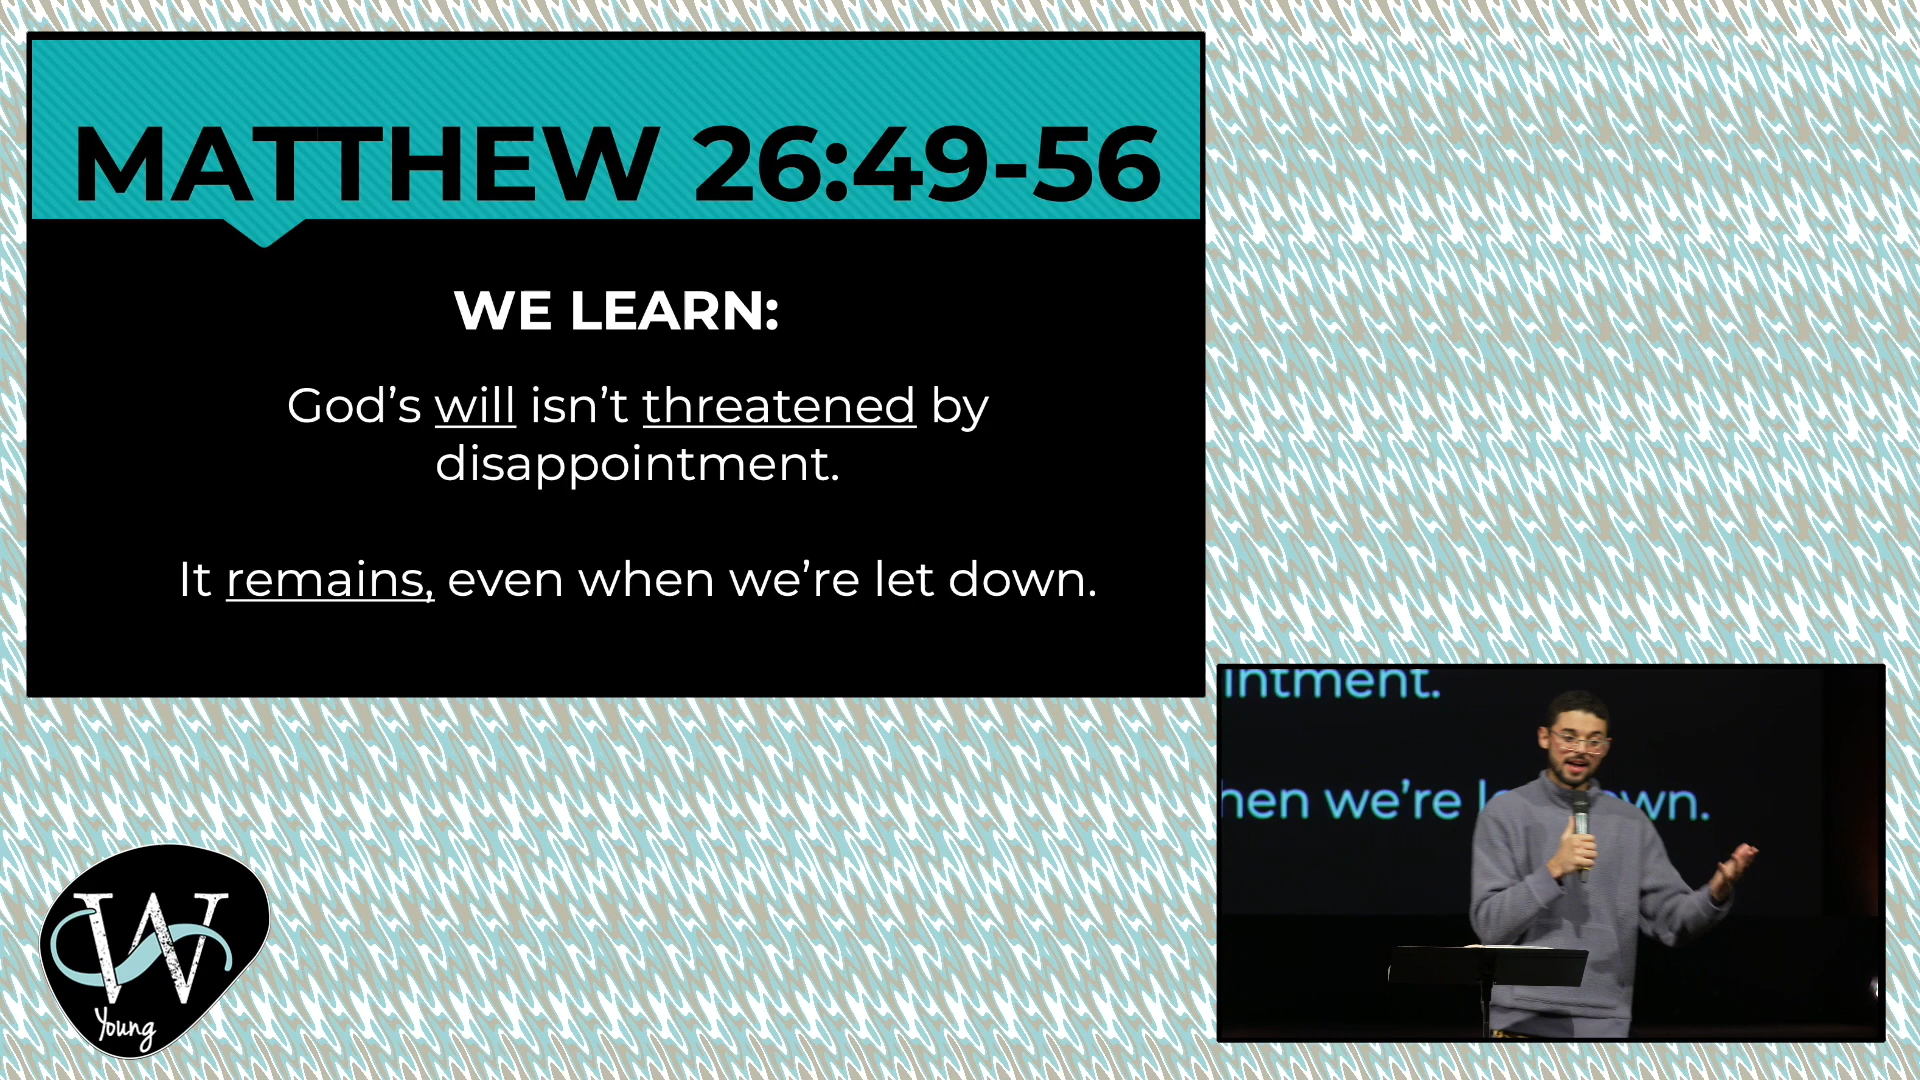 MATTHEW 26:49-56
WE LEARN:
God’s will isn’t threatened by
disappointment.
It remains, even when we’re let down.
intment.
hen we’re l wn.
W
Young